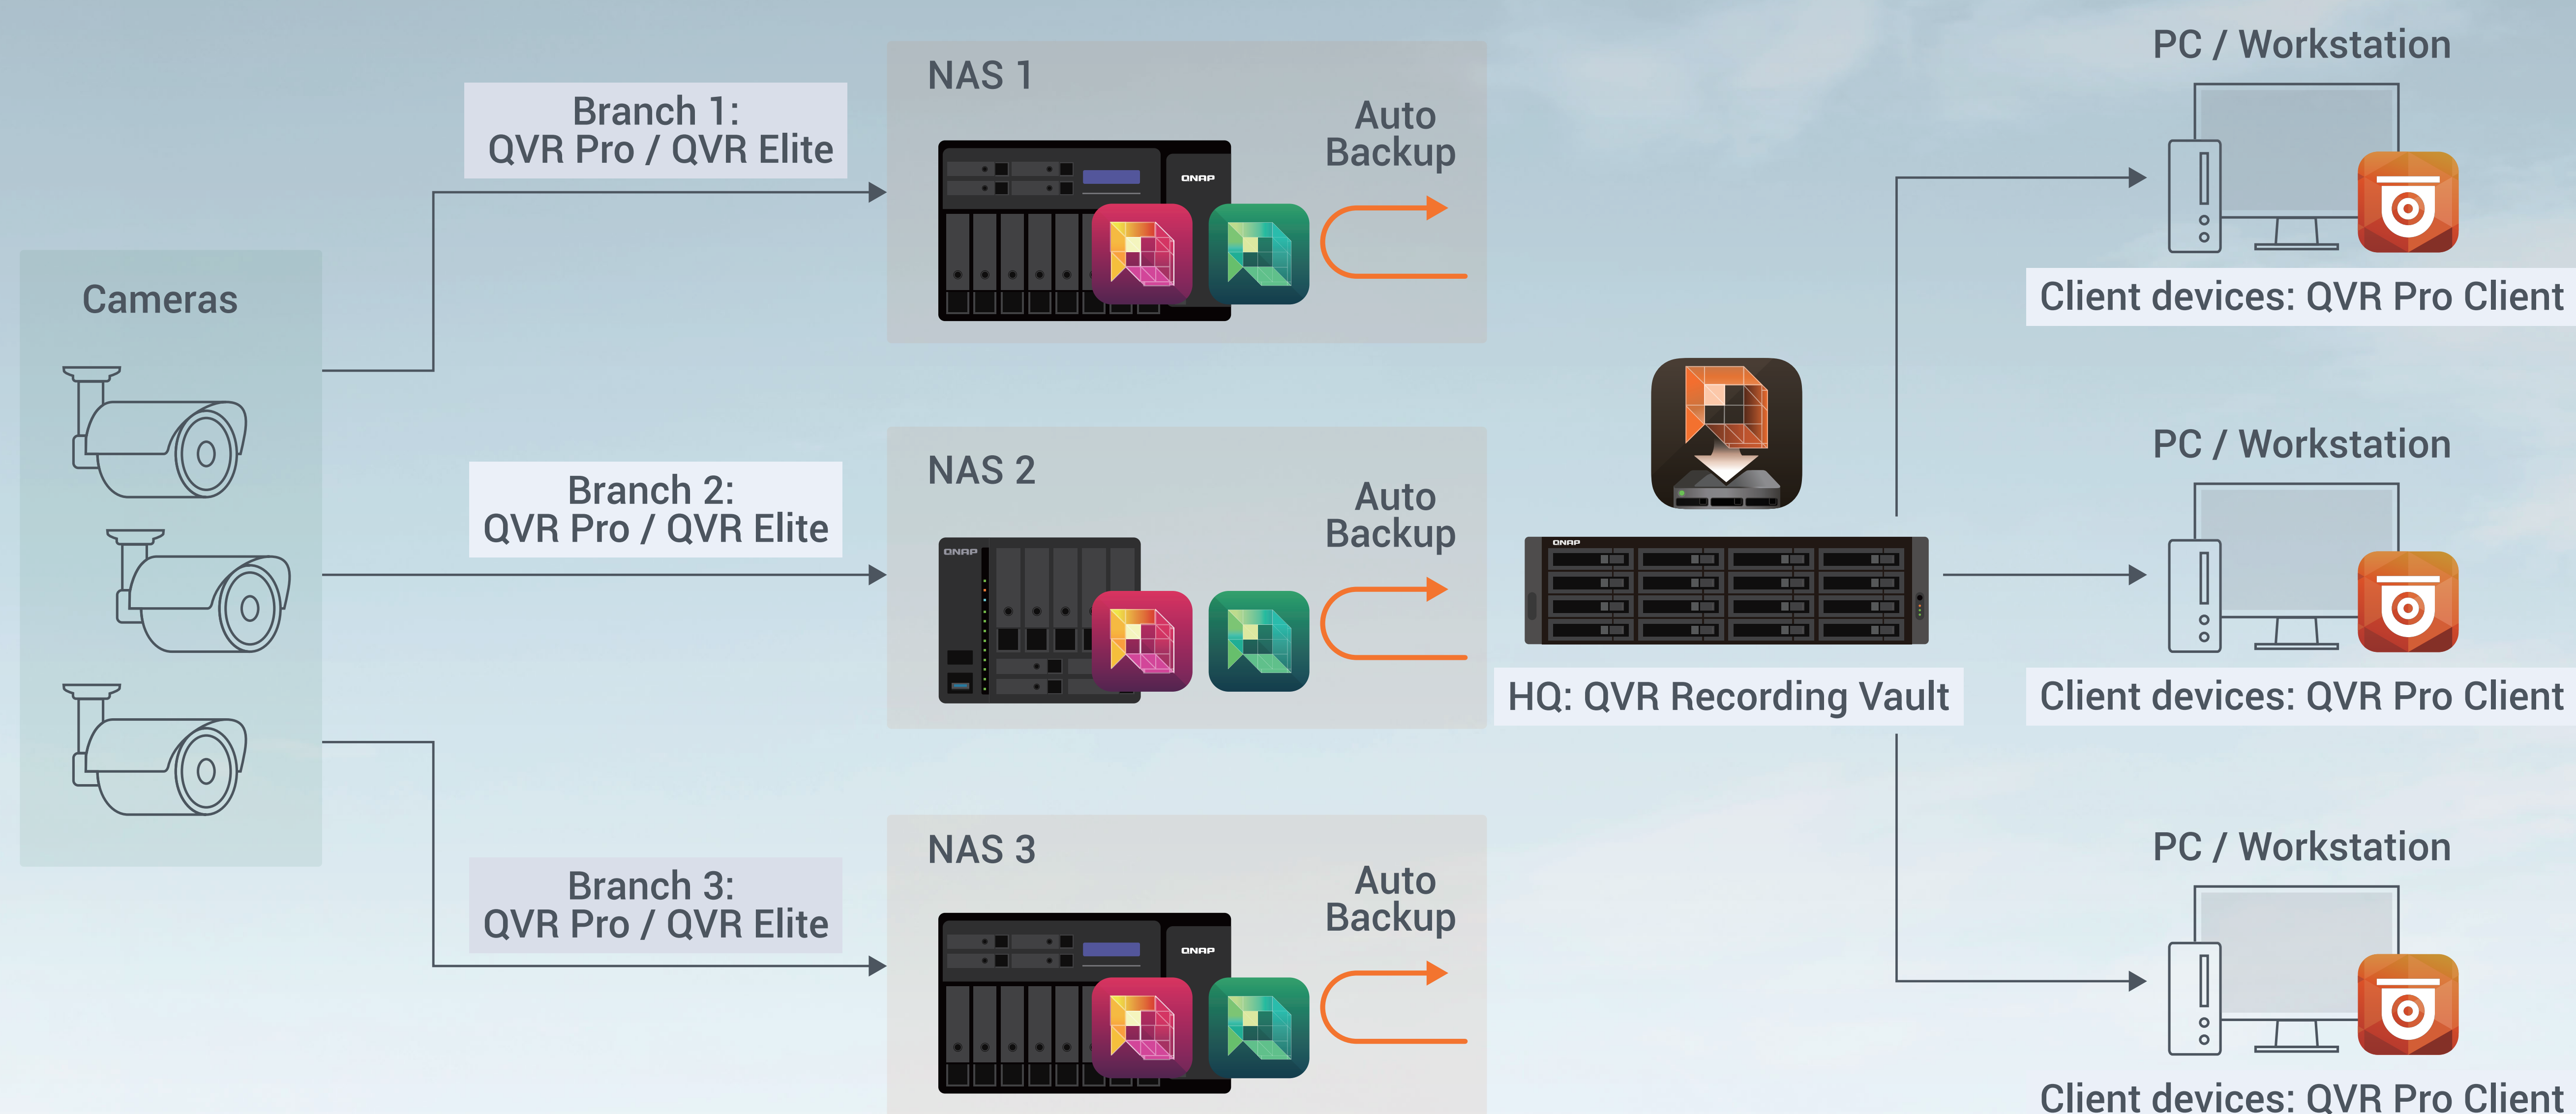 Cameras
Branch 1:
QVR Pro / QVR Elite
Branch 2:
QVR Pro / QVR Elite
Branch 3:
QVR Pro / QVR Elite
NAS 1
QNAP
Auto
Backup
NAS 2
QNAP
Auto
Backup
NAS 3
QNAP
Auto
Backup
QNAP
HQ: QVR Recording Vault
PC / Workstation
Client devices: QVR Pro Client
PC / Workstation
Client devices: QVR Pro Client
PC / Workstation
Client devices: QVR Pro Client